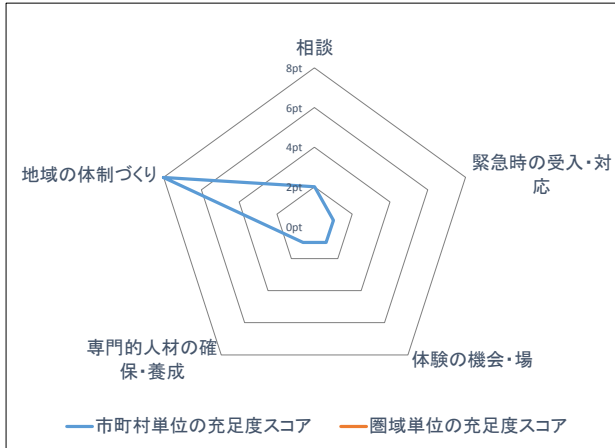 相談
8pt
6pt
4pt
2pt
0pt
緊急時の受入・対
応
地域の体制づくり
専門的人材の確
保・養成
体験の機会・場
市町村単位の充足度スコア
圏域単位の充足度スコア